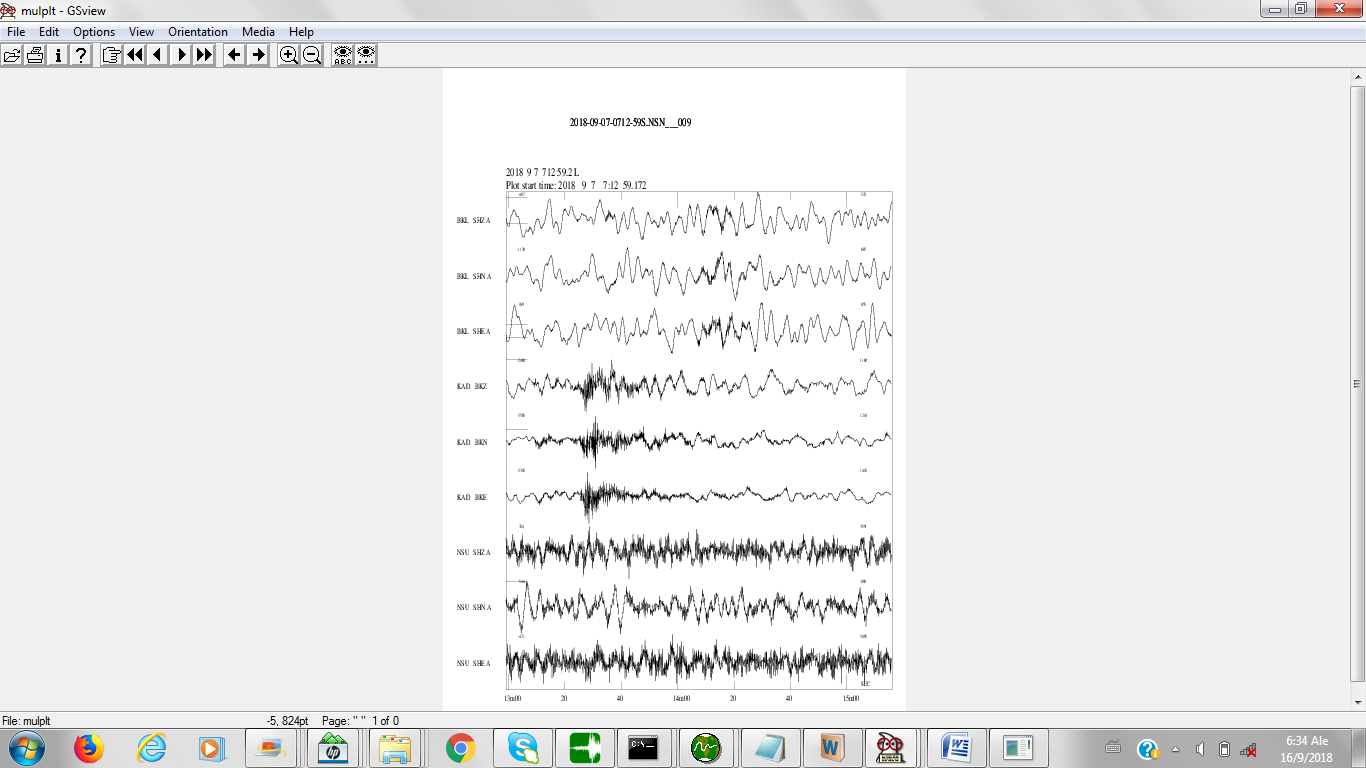 mulplt - GSview
File Edit Options View Orientation Media Help
ABC
2018-09-07-0712-59S.NSN___009
2018 9 7 712 59.2 L
Plot start time: 2018 9 7 7:12 59.172
BKL SHZ A
BKL SHN A
BKL SHE A
KAD BKZ
KAD BKN
KAD BKE
NSU SHZ A
NSU SHN A
NSU SHE A
SEC
13m00 20 40 14m00 20 40 15m00
File: mulplt -5, 824pt Page: " " 1 of 0
hp
C:\_
W
W
6:34 Ale
16/9/2018